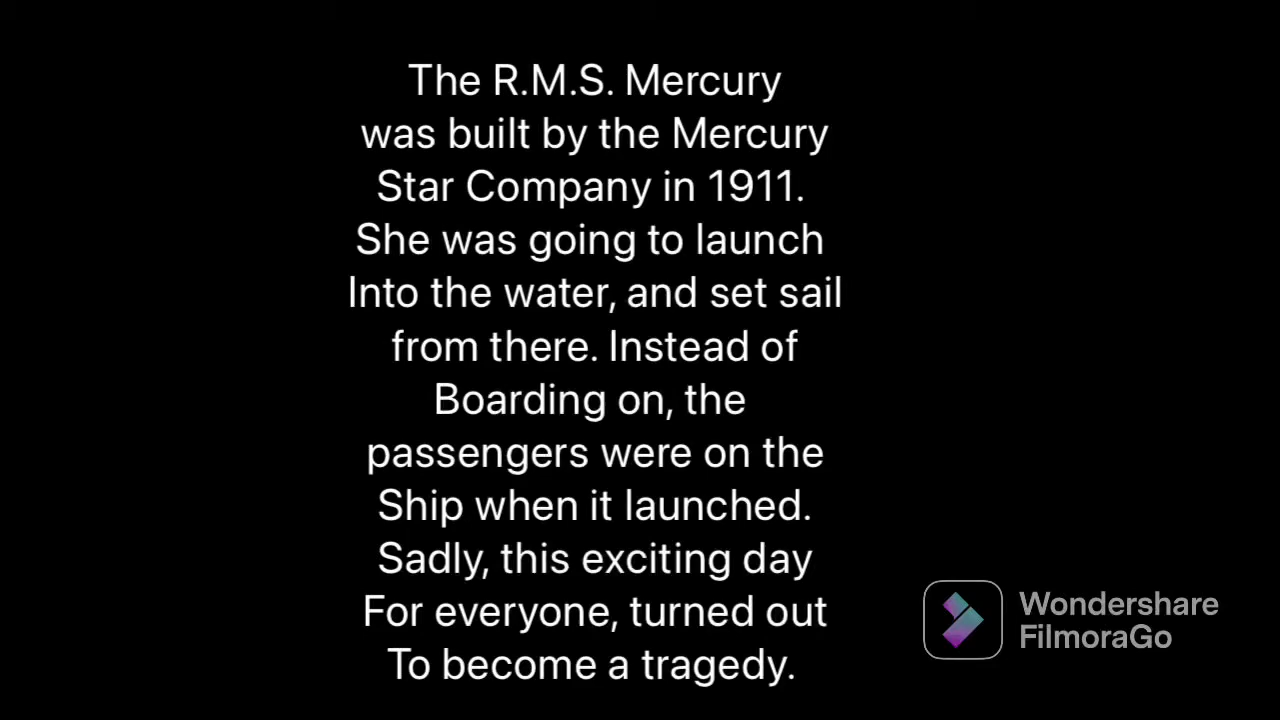 The R.M.S. Mercury
was built by the Mercury
Star Company in 1911.
She was going to launch
Into the water, and set sail
from there. Instead of
Boarding on, the
passengers were on the
Ship when it launched.
Sadly, this exciting day
For everyone, turned out
To become a tragedy.
Wondershare
FilmoraGo